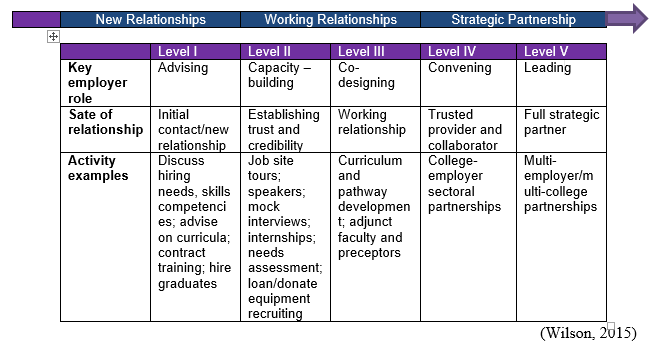 New Relationships Working Relationships Strategic Partnership
Level I Level II Level III Level IV Level V
Key employer role
Advising
Capacity – building
Co-designing
Convening
Leading
Sate of relationship
Initial contact/new relationship
Establishing trust and credibility
Working relationship
Trusted provider and collaborator
Full strategic partner
Activity examples
Discuss
hiring
needs, skills
competenci
es; advise
on curricula;
contract
training; hire
graduates
Job site
tours;
speakers;
mock
interviews;
internships;
needs
assessment;
loan/donate
equipment
recruiting
Curriculum
and
pathway
developmen
t; adjunct
faculty and
preceptors
College-
employer
sectoral
partnerships
Multi-
employer/m
ulti-college
partnerships
(Wilson, 2015)